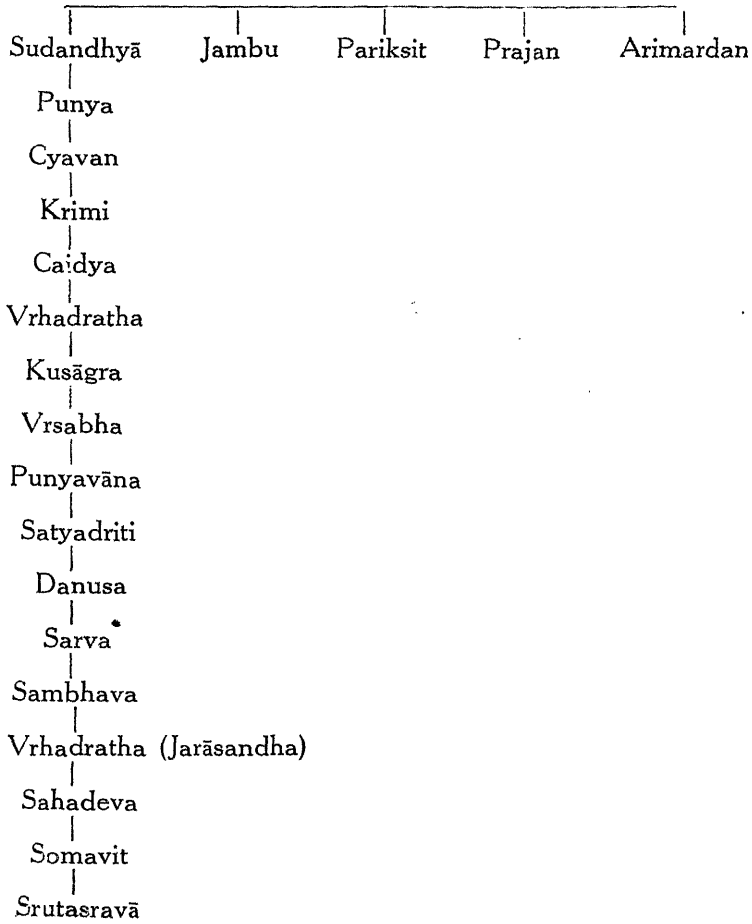 Sudandhyā Jambu Pariksit Prajan Arimardan
Punya
Cyavan
Krimi
Caidya
Vrhadratha
Kusāgra
Vrsabha
Punyavāna
Satyadriti
Danusa
Sarva
Sambhava
Vrhadratha (Jarāsandha)
Sahadeva
Somavit
Srutasravā